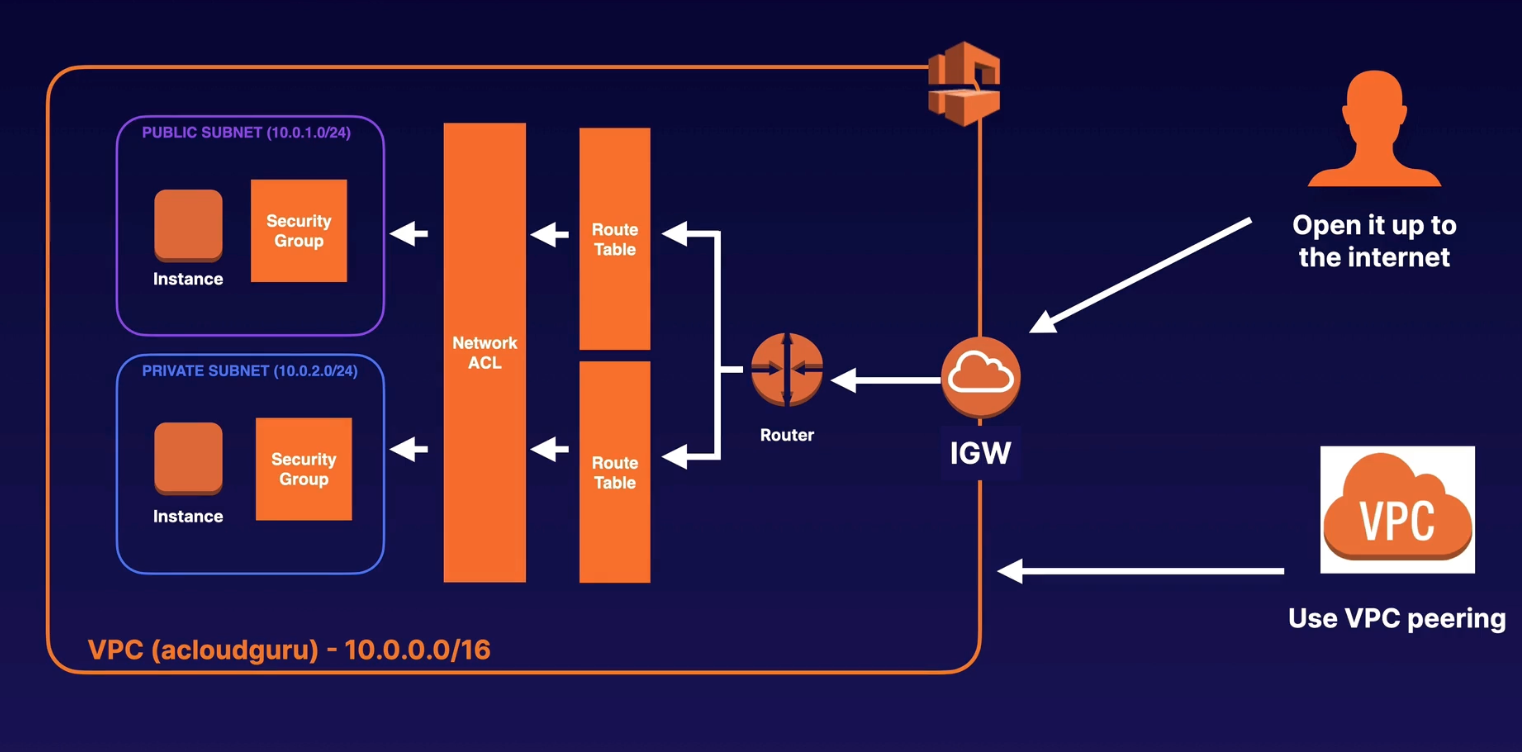 PUBLIC SUBNET (10.0.1.0/24)
Instance
Security
Group
PRIVATE SUBNET (10.0.2.0/24)
Instance
Security
Group
Network
ACL
Route
Table
Route
Table
Router
IGW
Open it up to
the internet
VPC
Use VPC peering
VPC (acloudguru) - 10.0.0.0/16